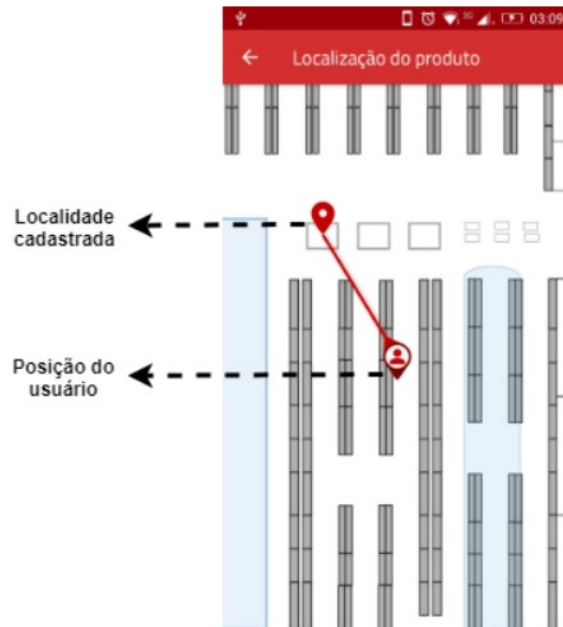 03:09
Localização do produto
Localidade
cadastrada
Posição do
usuário